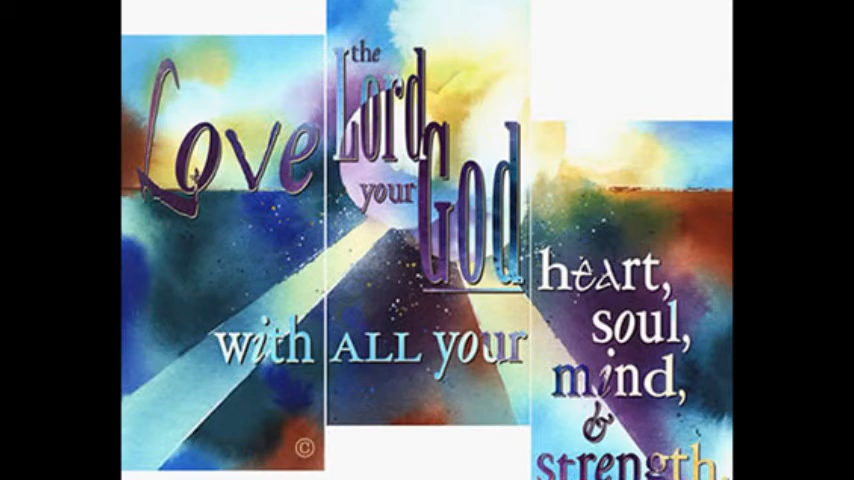 Love
the
Lord
your
God
with ALL your
heart,
soul,
mind,
&
strength.
©